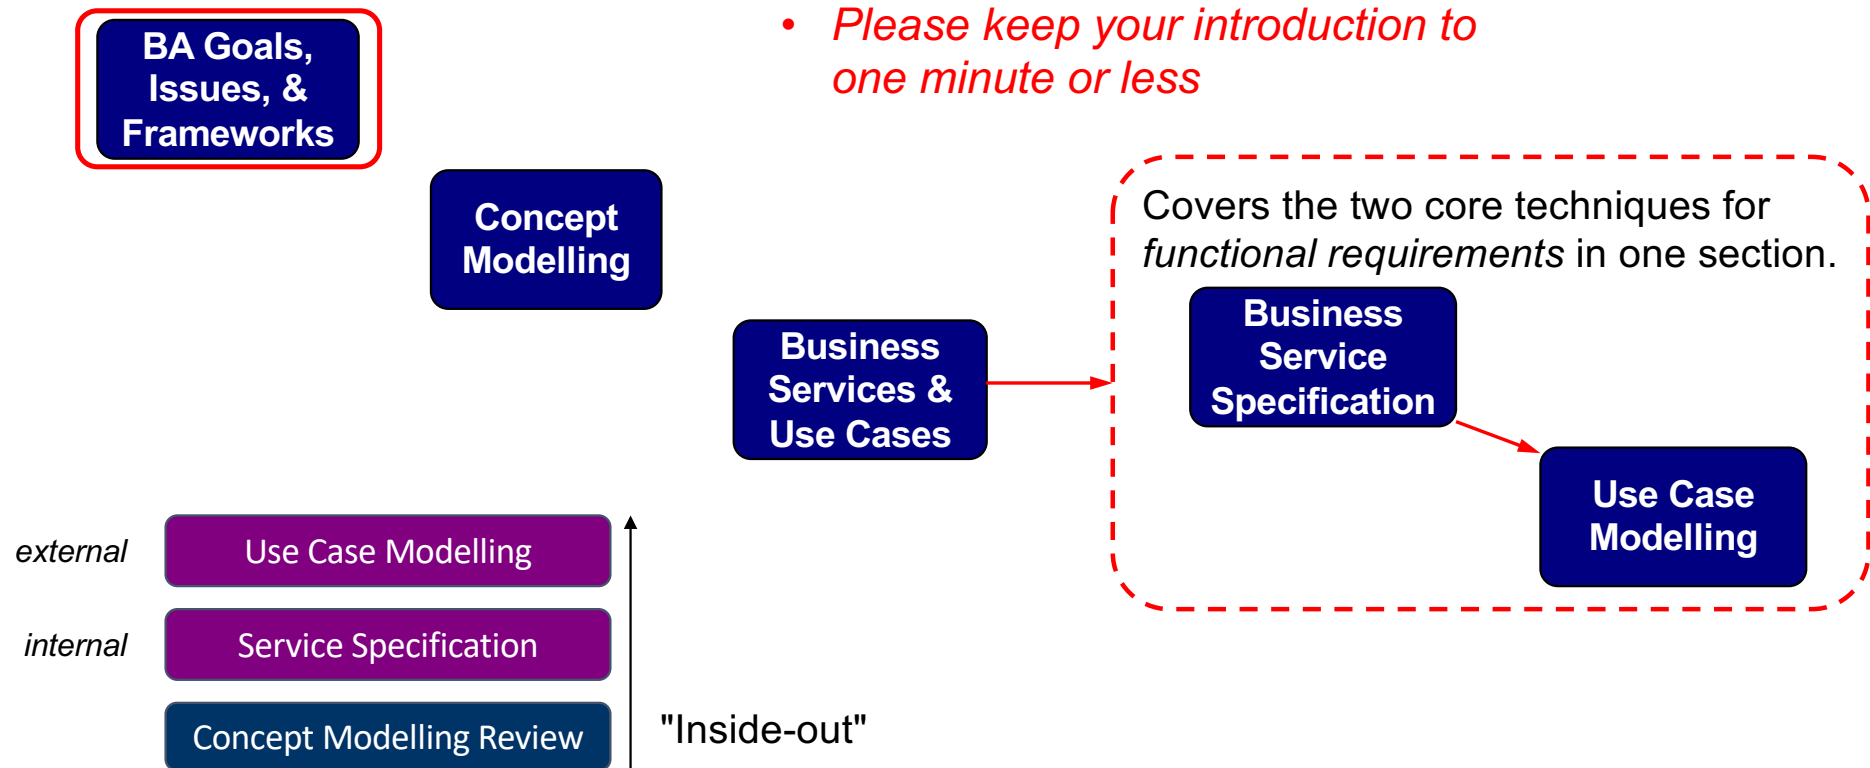 • Please keep your introduction to
one minute or less
BA Goals,
Issues, &
Frameworks
Concept
Modelling
Business
Services &
Use Cases
Covers the two core techniques for
functional requirements in one section.
Business
Service
Specification
Use Case
Modelling
external
Use Case Modelling
internal
Service Specification
Concept Modelling Review
"Inside-out"